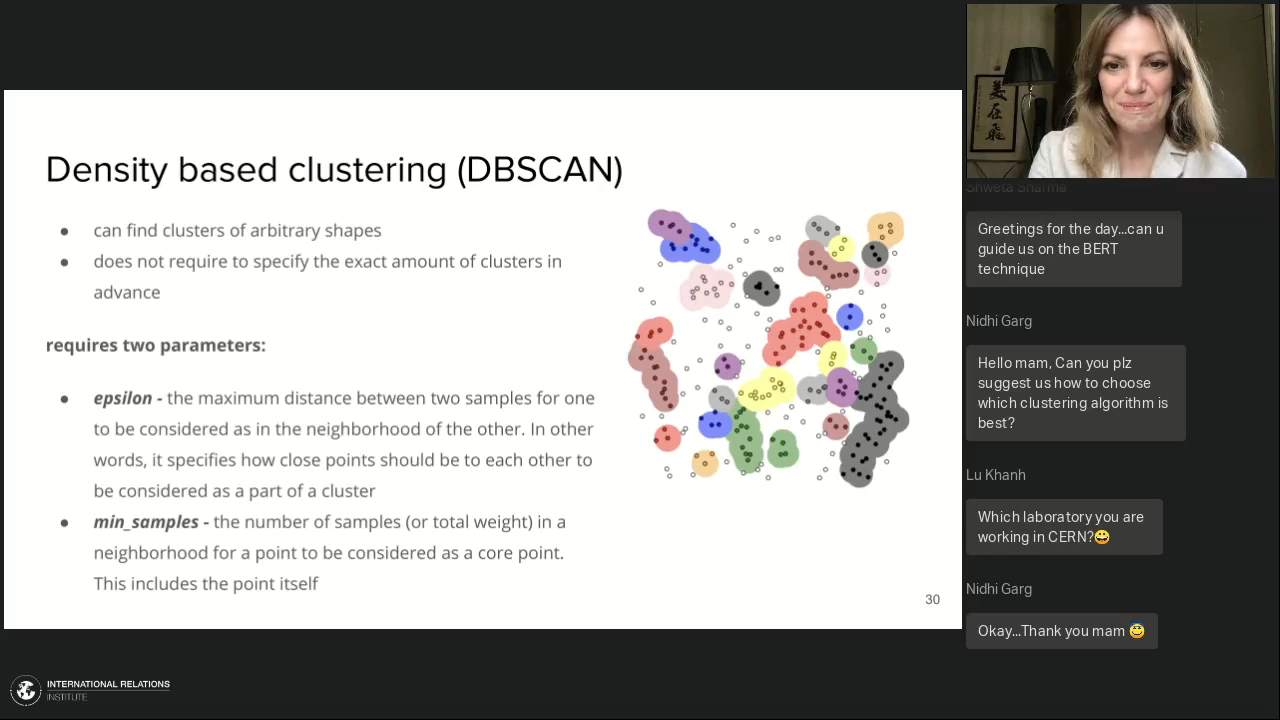 Density based clustering (DBSCAN)
● can find clusters of arbitrary shapes
● does not require to specify the exact amount of clusters in
advance
requires two parameters:
● epsilon - the maximum distance between two samples for one
to be considered as in the neighborhood of the other. In other
words, it specifies how close points should be to each other to
be considered as a part of a cluster
● min_samples - the number of samples (or total weight) in a
neighborhood for a point to be considered as a core point.
This includes the point itself
30
Shweta Sharma
Greetings for the day...can u
guide us on the BERT
technique
Nidhi Garg
Hello mam, Can you plz
suggest us how to choose
which clustering algorithm is
best?
Lu Khanh
Which laboratory you are
working in CERN?😀
Nidhi Garg
Okay...Thank you mam 😇
INTERNATIONAL RELATIONS
INSTITUTE